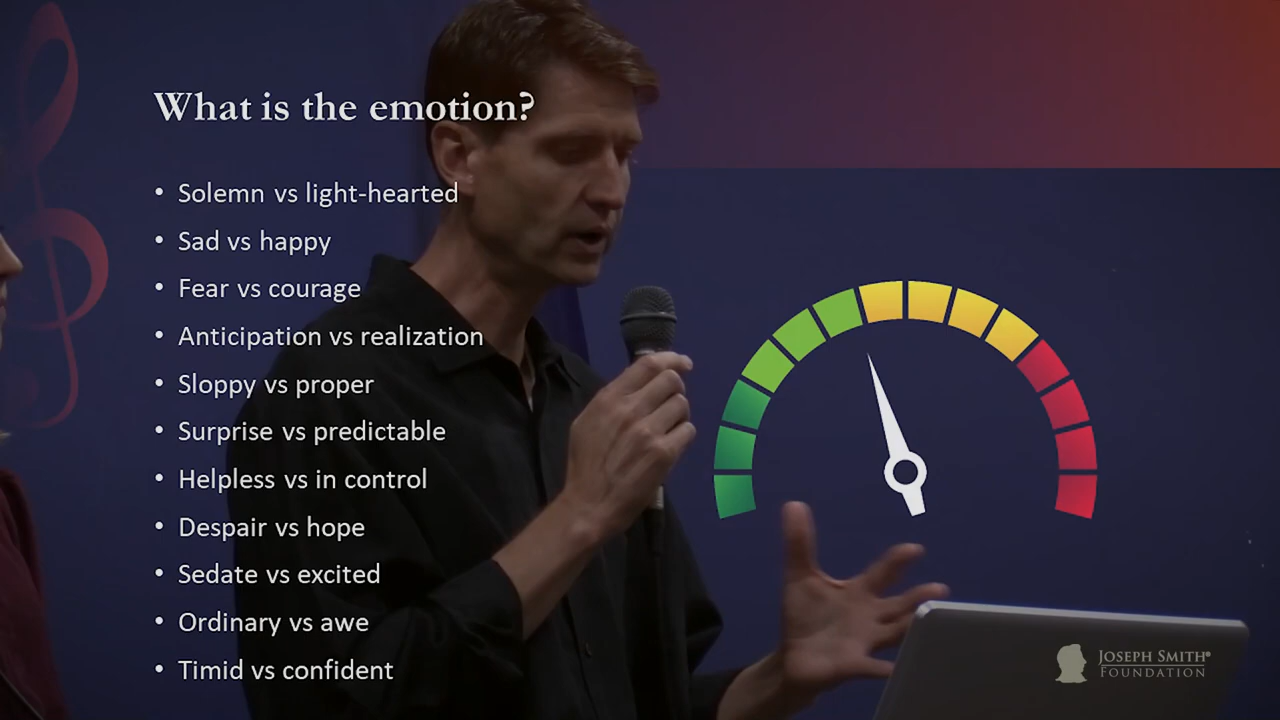 What is the emotion?
• Solemn vs light-hearted
• Sad vs happy
• Fear vs courage
• Anticipation vs realization
• Sloppy vs proper
• Surprise vs predictable
• Helpless vs in control
• Despair vs hope
• Sedate vs excited
• Ordinary vs awe
• Timid vs confident
JOSEPH SMITH®
FOUNDATION